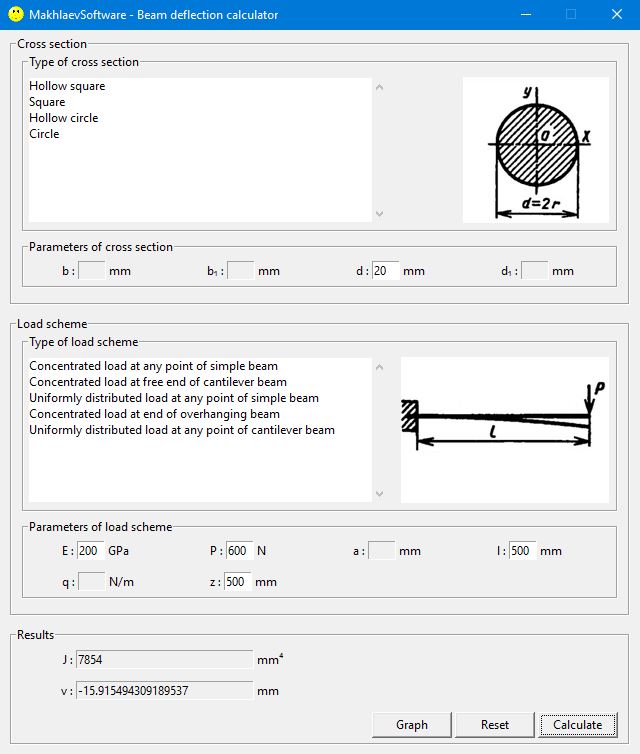 MakhlaevSoftware - Beam deflection calculator
Cross section
Type of cross section
Hollow square
Square
Hollow circle
Circle
y
0
x
d=2r
Parameters of cross section
b : mm b₁ : mm d : 20 mm d₁ : mm
Load scheme
Type of load scheme
Concentrated load at any point of simple beam
Concentrated load at free end of cantilever beam
Uniformly distributed load at any point of simple beam
Concentrated load at end of overhanging beam
Uniformly distributed load at any point of cantilever beam
P
l
Parameters of load scheme
E : 200 GPa P : 600 N a : mm l : 500 mm
q : N/m z : 500 mm
Results
J : 7854 mm⁴
v : -15.915494309189537 mm
Graph Reset Calculate